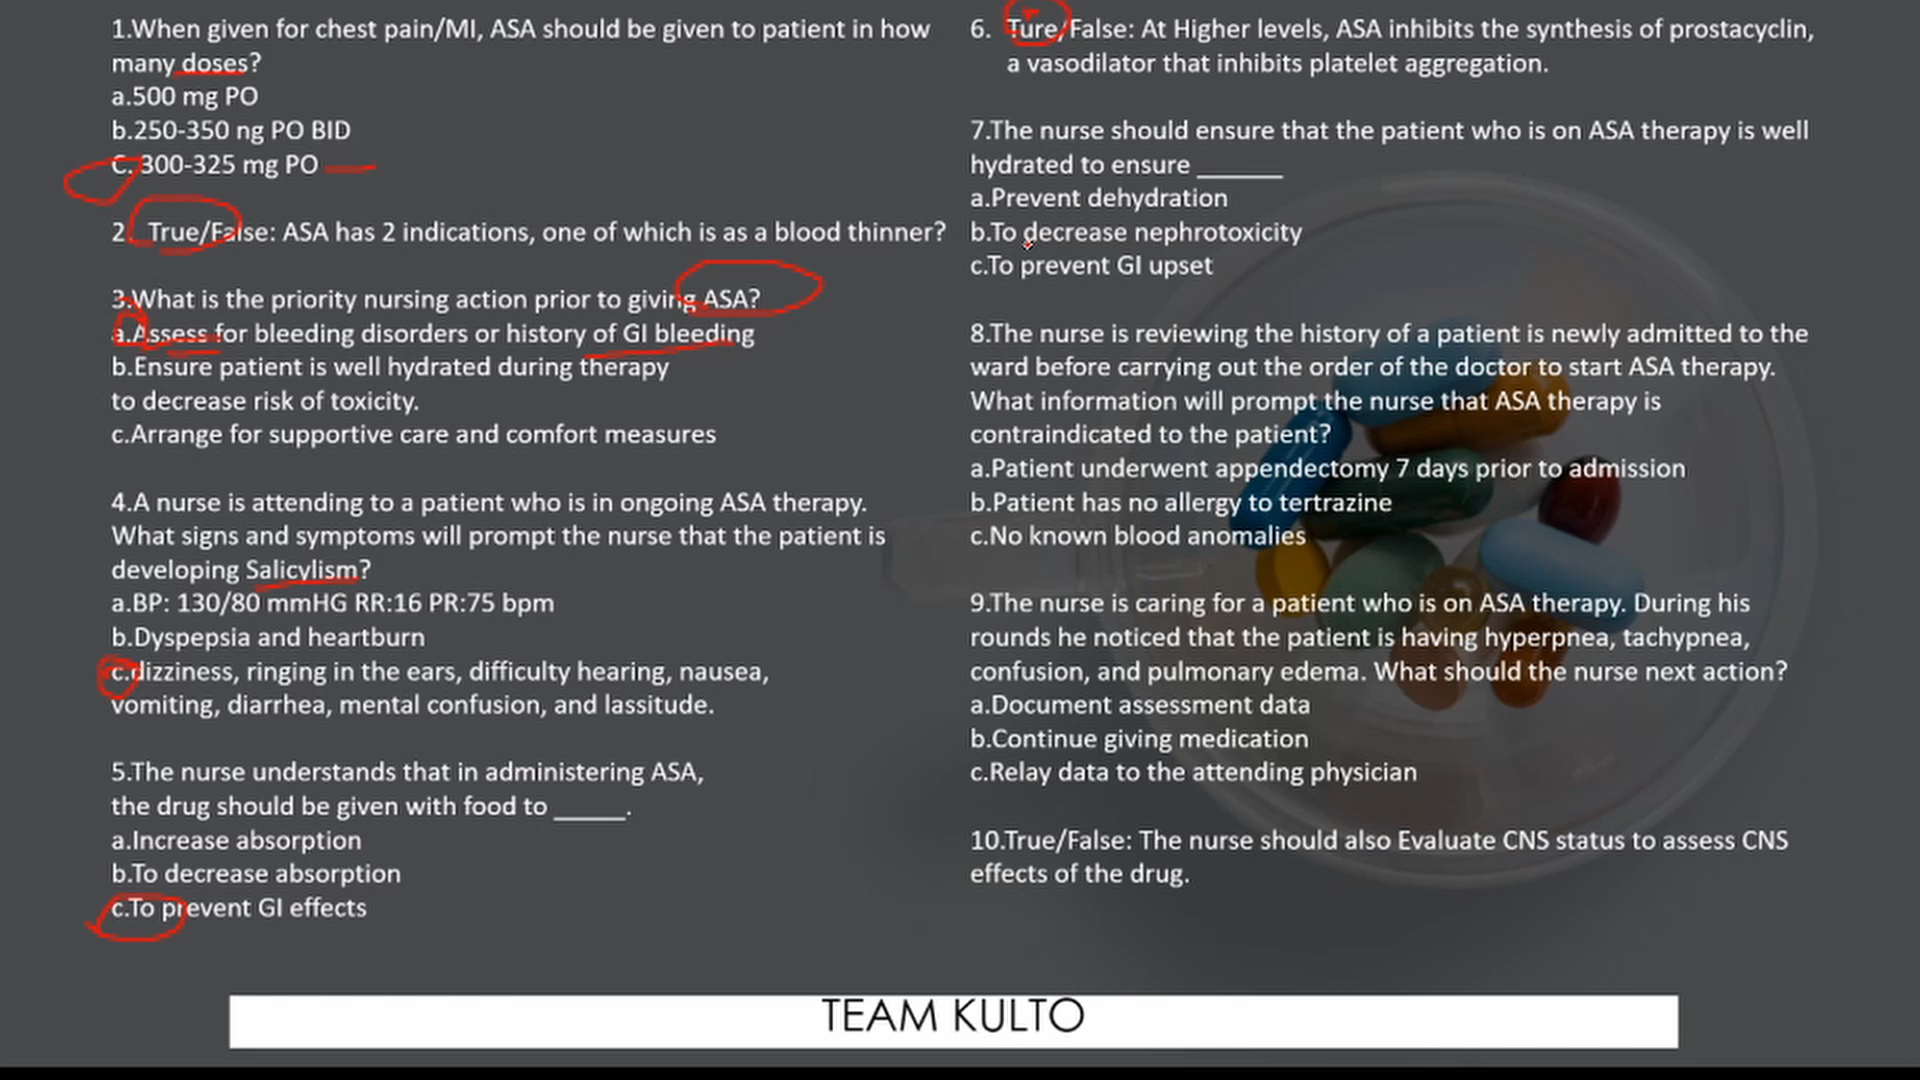 1.When given for chest pain/MI, ASA should be given to patient in how
many doses?
a.500 mg PO
b.250-350 ng PO BID
C. 300-325 mg PO
2. True/False: ASA has 2 indications, one of which is as a blood thinner?
3.What is the priority nursing action prior to giving ASA?
a.Assess for bleeding disorders or history of GI bleeding
b.Ensure patient is well hydrated during therapy
to decrease risk of toxicity.
c.Arrange for supportive care and comfort measures
4.A nurse is attending to a patient who is in ongoing ASA therapy.
What signs and symptoms will prompt the nurse that the patient is
developing Salicylism?
a.BP: 130/80 mmHG RR:16 PR:75 bpm
b.Dyspepsia and heartburn
c.dizziness, ringing in the ears, difficulty hearing, nausea,
vomiting, diarrhea, mental confusion, and lassitude.
5.The nurse understands that in administering ASA,
the drug should be given with food to _____.
a.Increase absorption
b.To decrease absorption
c.To prevent GI effects
6. Ture/False: At Higher levels, ASA inhibits the synthesis of prostacyclin,
a vasodilator that inhibits platelet aggregation.
7.The nurse should ensure that the patient who is on ASA therapy is well
hydrated to ensure ______
a.Prevent dehydration
b.To decrease nephrotoxicity
c.To prevent GI upset
8.The nurse is reviewing the history of a patient is newly admitted to the
ward before carrying out the order of the doctor to start ASA therapy.
What information will prompt the nurse that ASA therapy is
contraindicated to the patient?
a.Patient underwent appendectomy 7 days prior to admission
b.Patient has no allergy to tertrazine
c.No known blood anomalies
9.The nurse is caring for a patient who is on ASA therapy. During his
rounds he noticed that the patient is having hyperpnea, tachypnea,
confusion, and pulmonary edema. What should the nurse next action?
a.Document assessment data
b.Continue giving medication
c.Relay data to the attending physician
10.True/False: The nurse should also Evaluate CNS status to assess CNS
effects of the drug.
TEAM KULTO